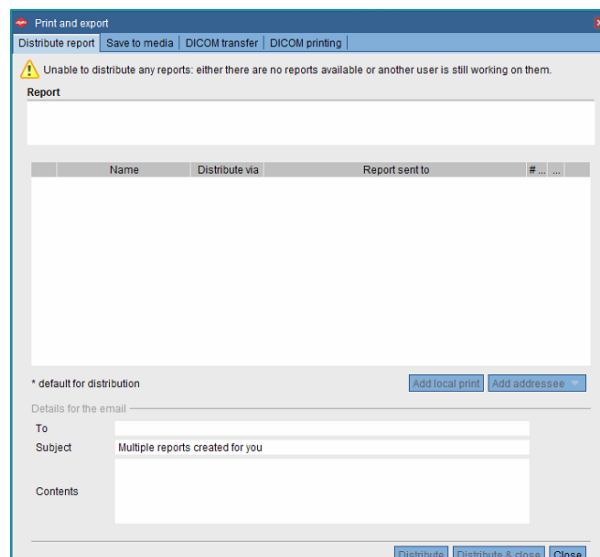 Print and export
Distribute report Save to media DICOM transfer DICOM printing
Unable to distribute any reports: either there are no reports available or another user is still working on them.
Report
Name Distribute via Report sent to # ... ...
* default for distribution Add local print Add addressee
Details for the email
To
Subject Multiple reports created for you
Contents
Distribute Distribute & close Close